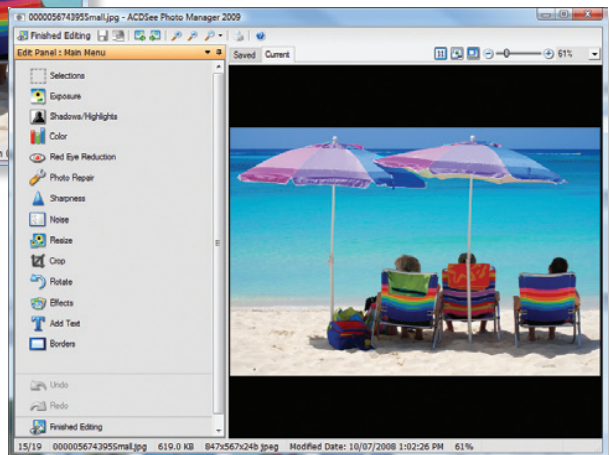 000005674395Small.jpg - ACDSee Photo Manager 2009
Finished Editing
Edit Panel : Main Menu
Saved Current
61%
Selections
Exposure
Shadows/Highlights
Color
Red Eye Reduction
Photo Repair
Sharpness
Noise
Resize
Crop
Rotate
Effects
Add Text
Borders
Undo
Redo
Finished Editing
15/19 000005674395Small.jpg 619.0 KB 847x567x24b jpeg Modified Date: 10/07/2008 1:02:26 PM 61%